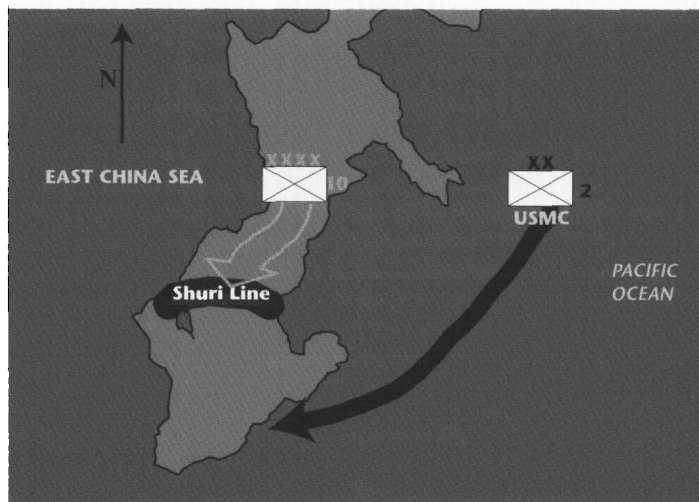 N
EAST CHINA SEA
XXXX
10
XX
2
USMC
PACIFIC
OCEAN
Shuri Line